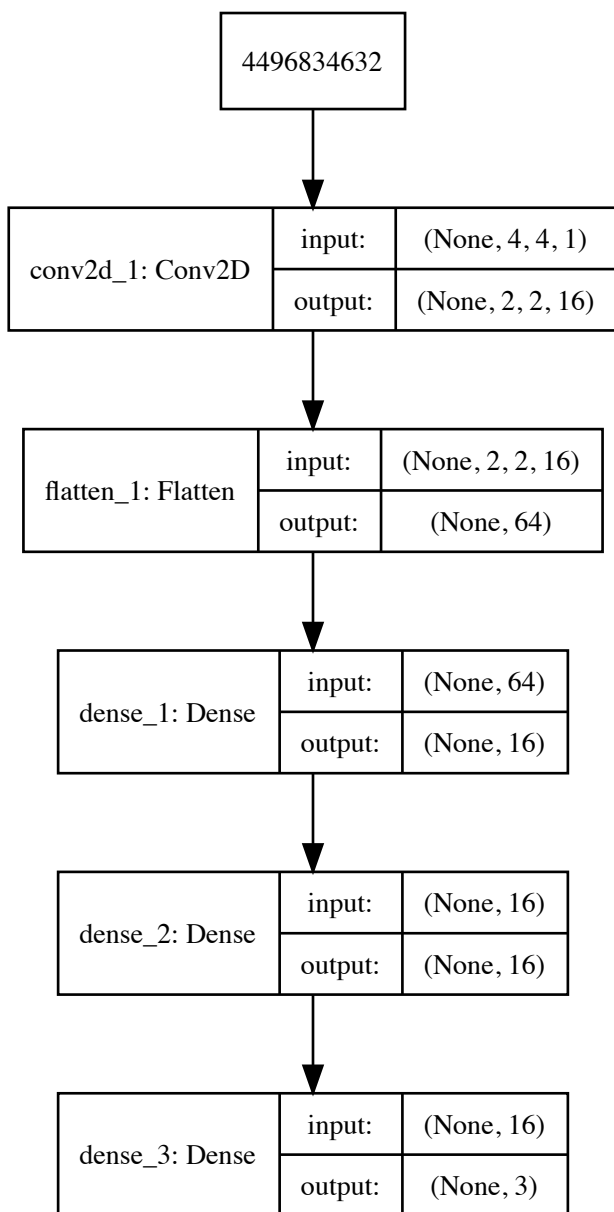 4496834632
conv2d_1: Conv2D
input:
(None, 4, 4, 1)
output:
(None, 2, 2, 16)
flatten_1: Flatten
input:
(None, 2, 2, 16)
output:
(None, 64)
dense_1: Dense
input:
(None, 64)
output:
(None, 16)
dense_2: Dense
input:
(None, 16)
output:
(None, 16)
dense_3: Dense
input:
(None, 16)
output:
(None, 3)